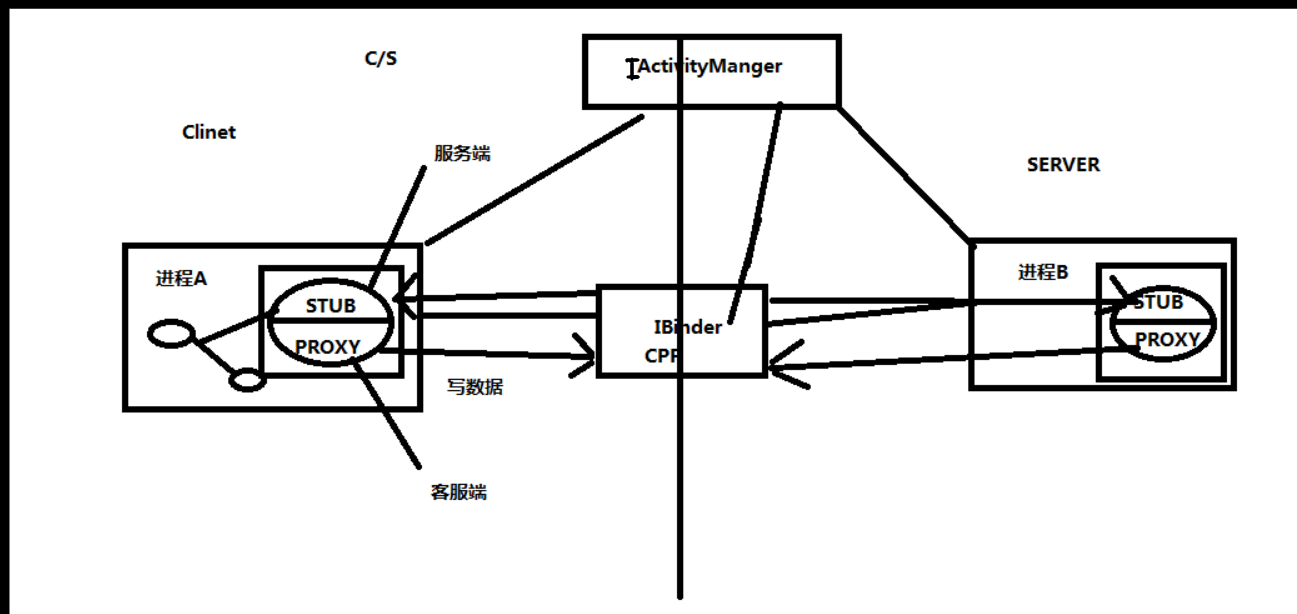 C/S
IActivityManger
Clinet
服务端
SERVER
进程A
进程B
STUB
STUB
IBinder
PROXY
PROXY
CPP
写数据
客服端